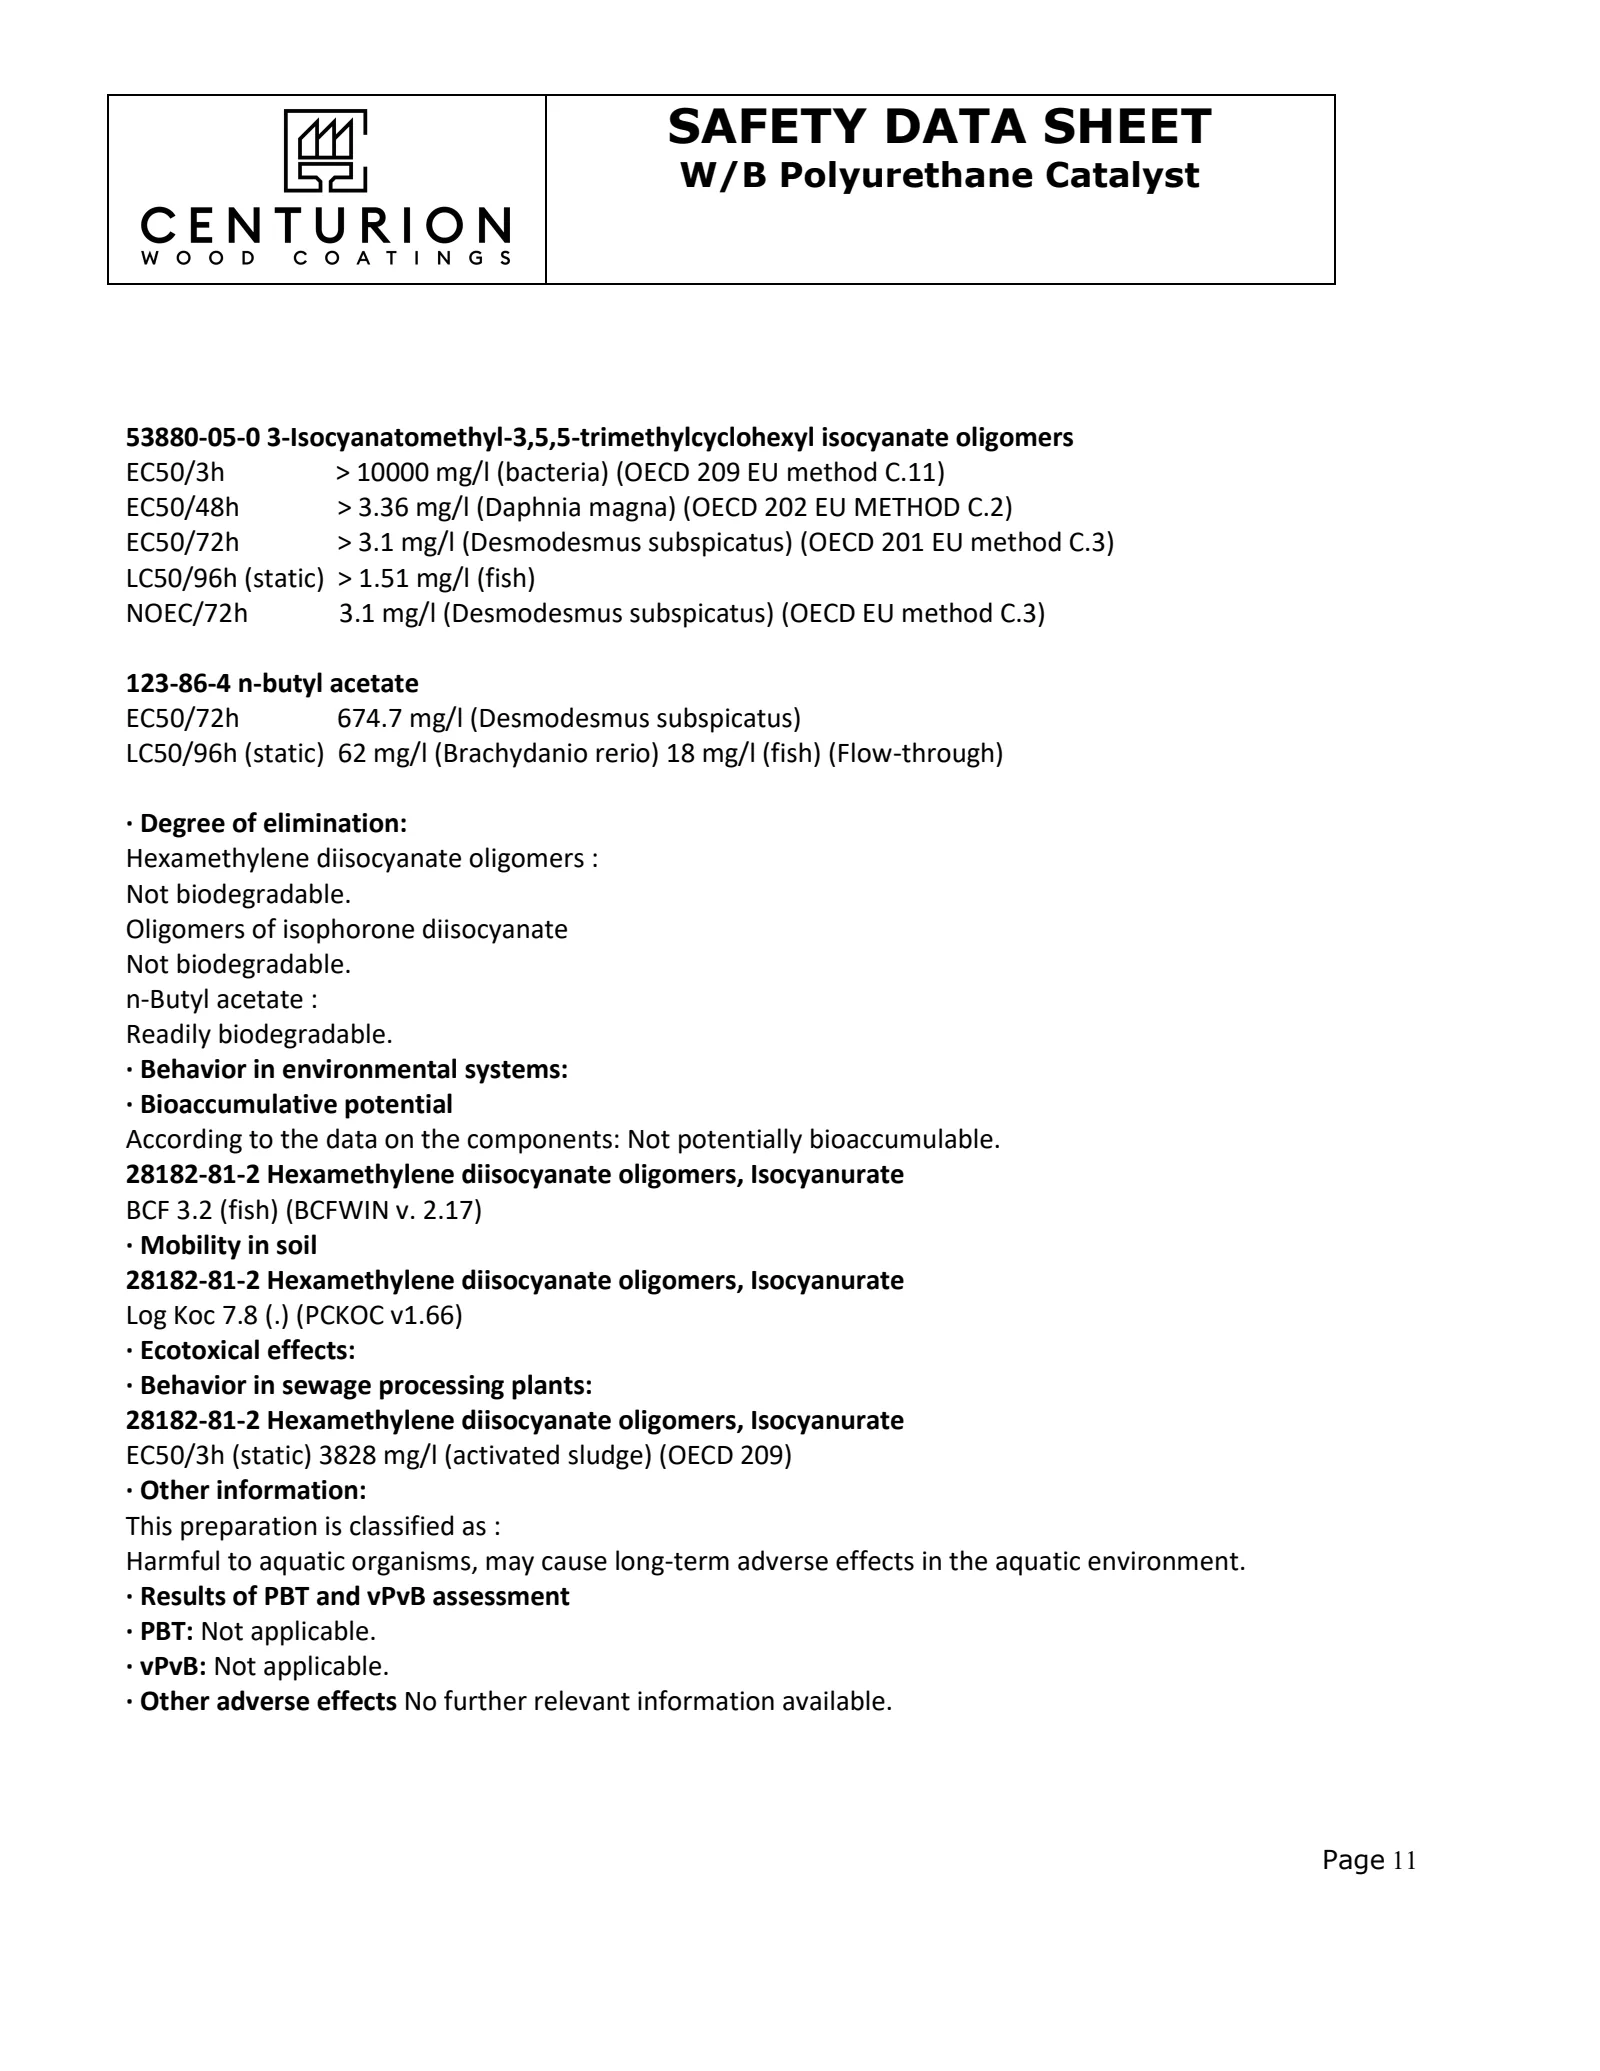 CENTURION
WOOD COATINGS
SAFETY DATA SHEET
W/B Polyurethane Catalyst
53880-05-0 3-Isocyanatomethyl-3,5,5-trimethylcyclohexyl isocyanate oligomers
EC50/3h > 10000 mg/l (bacteria) (OECD 209 EU method C.11)
EC50/48h > 3.36 mg/l (Daphnia magna) (OECD 202 EU METHOD C.2)
EC50/72h > 3.1 mg/l (Desmodesmus subspicatus) (OECD 201 EU method C.3)
LC50/96h (static) > 1.51 mg/l (fish)
NOEC/72h 3.1 mg/l (Desmodesmus subspicatus) (OECD EU method C.3)
123-86-4 n-butyl acetate
EC50/72h 674.7 mg/l (Desmodesmus subspicatus)
LC50/96h (static) 62 mg/l (Brachydanio rerio) 18 mg/l (fish) (Flow-through)
· Degree of elimination:
Hexamethylene diisocyanate oligomers :
Not biodegradable.
Oligomers of isophorone diisocyanate
Not biodegradable.
n-Butyl acetate :
Readily biodegradable.
· Behavior in environmental systems:
· Bioaccumulative potential
According to the data on the components: Not potentially bioaccumulable.
28182-81-2 Hexamethylene diisocyanate oligomers, Isocyanurate
BCF 3.2 (fish) (BCFWIN v. 2.17)
· Mobility in soil
28182-81-2 Hexamethylene diisocyanate oligomers, Isocyanurate
Log Koc 7.8 (.) (PCKOC v1.66)
· Ecotoxical effects:
· Behavior in sewage processing plants:
28182-81-2 Hexamethylene diisocyanate oligomers, Isocyanurate
EC50/3h (static) 3828 mg/l (activated sludge) (OECD 209)
· Other information:
This preparation is classified as :
Harmful to aquatic organisms, may cause long-term adverse effects in the aquatic environment.
· Results of PBT and vPvB assessment
· PBT: Not applicable.
· vPvB: Not applicable.
· Other adverse effects No further relevant information available.
Page 11